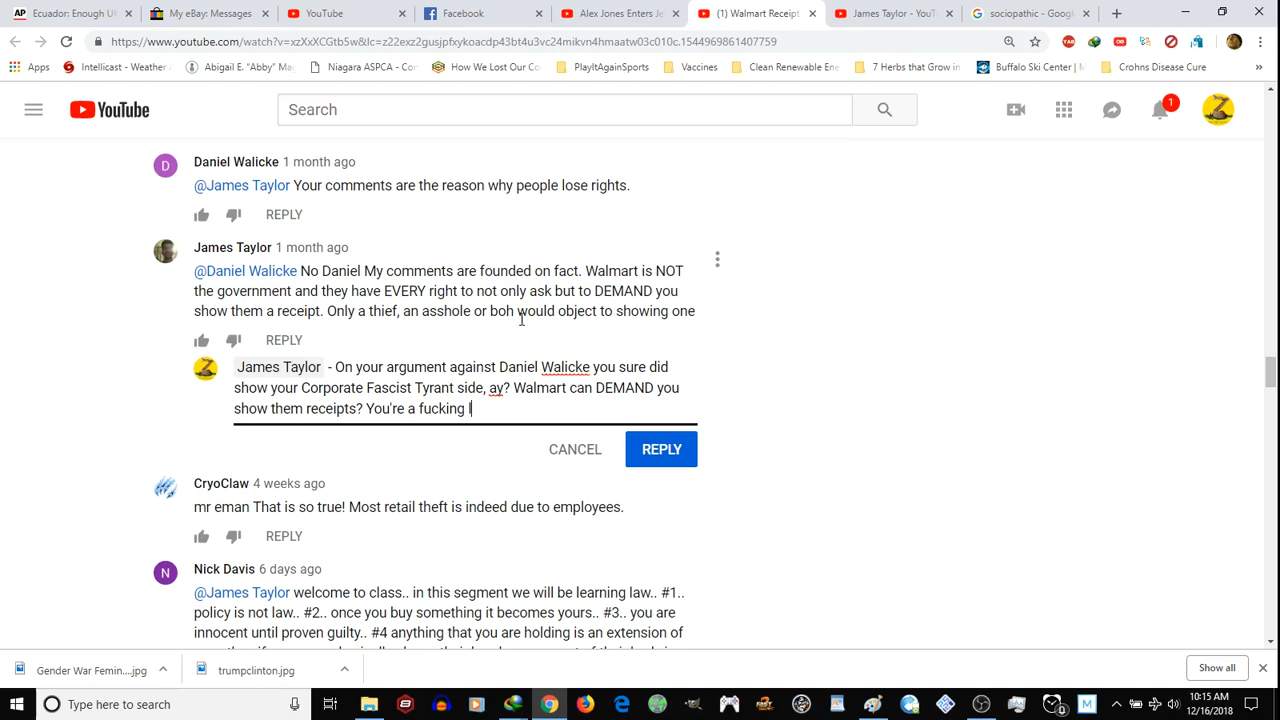 Ecuador: Enough Uk
My eBay: Messages
YouTube
Facebook
Alex Jones Enters Je
(1) Walmart Receipt
James Taylor - YouT
sociopathic - Google
https://www.youtube.com/watch?v=xzXxXCGtb5w&lc=z22exz2gusjpfxykoacdp43bt4u3vc24mikvn4hmaatw03c010c.1544969861407759
Apps
Intellicast - Weather
Abigail E. "Abby" Ma
Niagara ASPCA - Co
How We Lost Our Co
PlayItAgainSports
Vaccines
Clean Renewable Ene
7 Herbs that Grow in
Buffalo Ski Center | M
Crohns Disease Cure
»
YouTube
Search
1
D
Daniel Walicke 1 month ago
@James Taylor Your comments are the reason why people lose rights.
REPLY
James Taylor 1 month ago
@Daniel Walicke No Daniel My comments are founded on fact. Walmart is NOT
the government and they have EVERY right to not only ask but to DEMAND you
show them a receipt. Only a thief, an asshole or boh would object to showing one
REPLY
James Taylor - On your argument against Daniel Walicke you sure did
show your Corporate Fascist Tyrant side, ay? Walmart can DEMAND you
show them receipts? You're a fucking l
CANCEL
REPLY
CryoClaw 4 weeks ago
mr eman That is so true! Most retail theft is indeed due to employees.
REPLY
N
Nick Davis 6 days ago
@James Taylor welcome to class.. in this segment we will be learning law.. #1..
policy is not law.. #2.. once you buy something it becomes yours.. #3.. you are
innocent until proven guilty.. #4 anything that you are holding is an extension of
Gender War Femin....jpg
trumpclinton.jpg
Show all
Type here to search
10:15 AM
12/16/2018